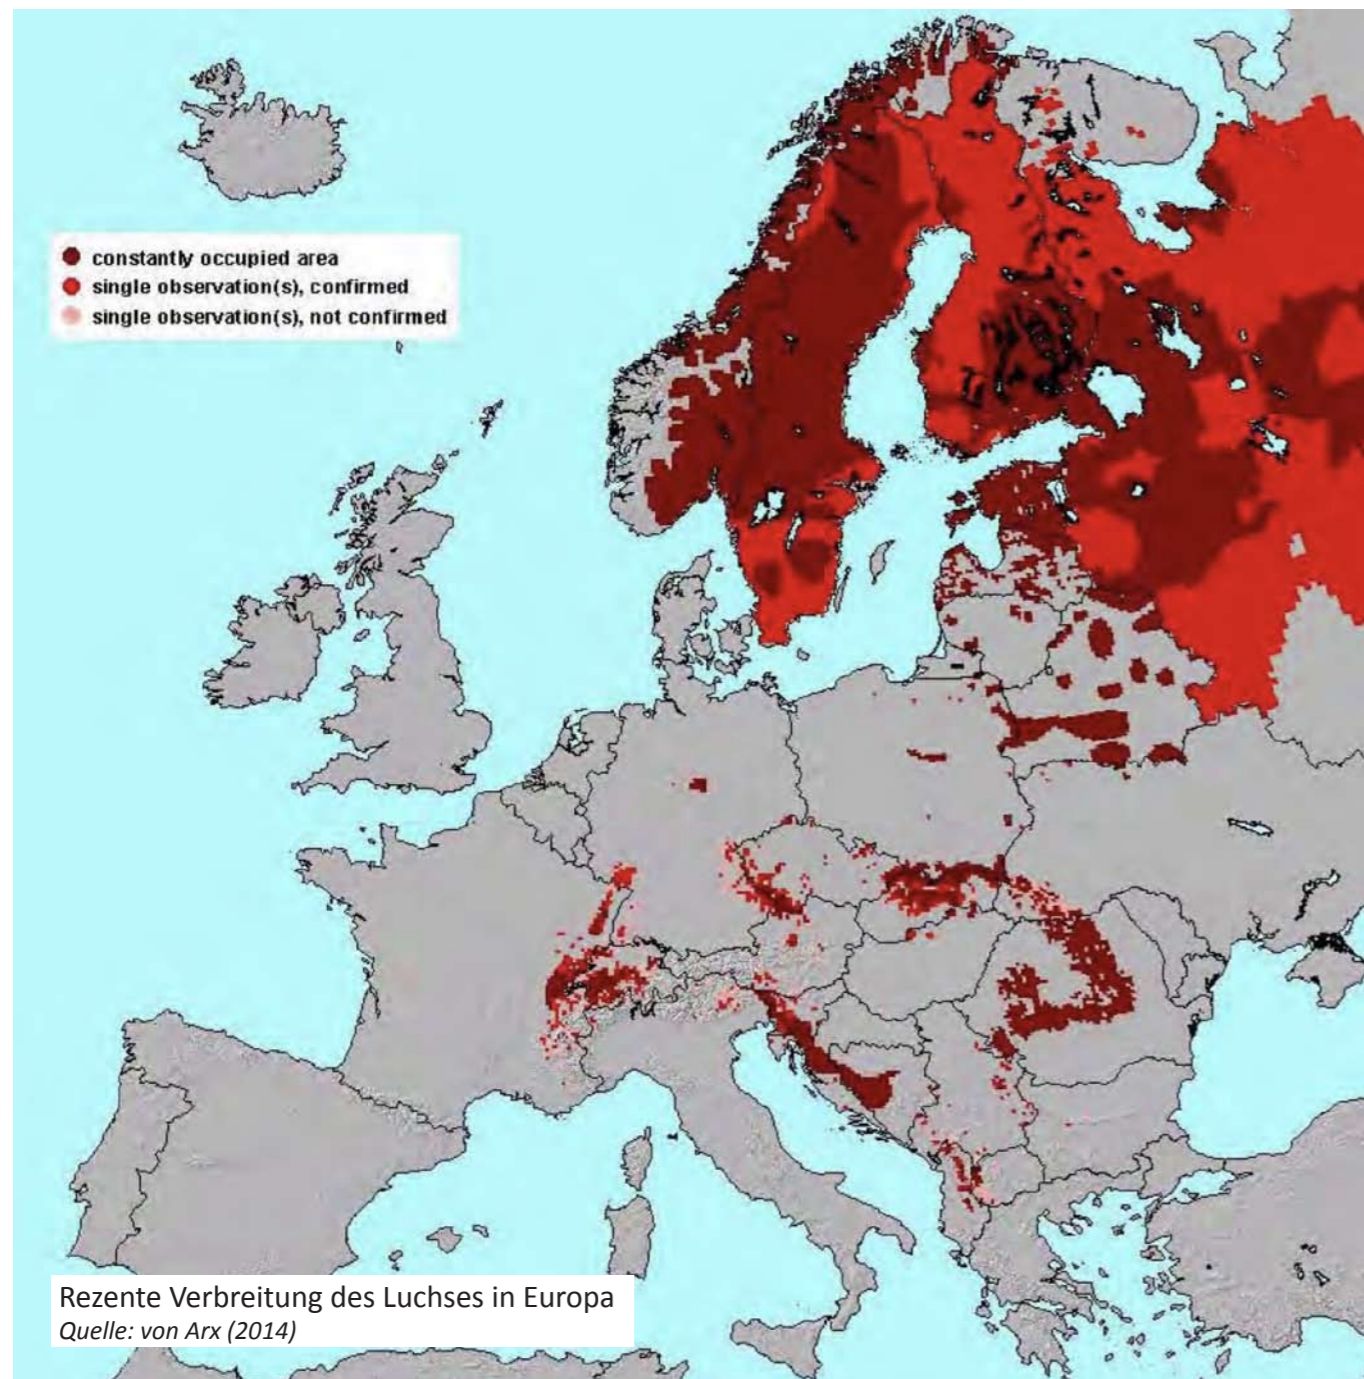 constantly occupied area
single observation(s), confirmed
single observation(s), not confirmed
Rezente Verbreitung des Luchses in Europa
Quelle: von Arx (2014)